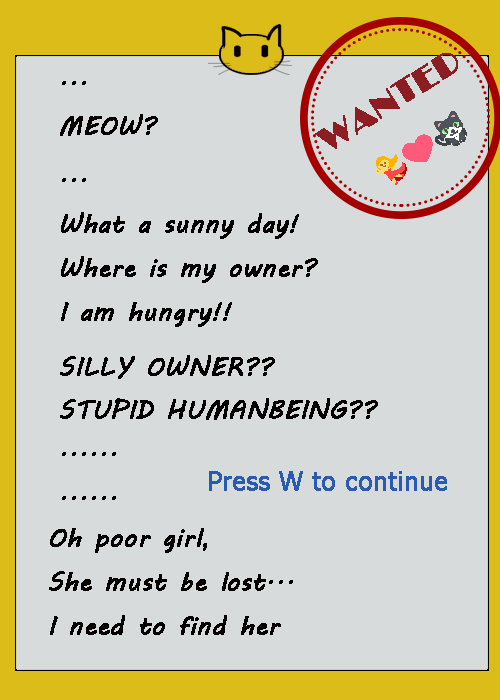 WANTED
...
MEOW?
...
What a sunny day!
Where is my owner?
I am hungry!!
SILLY OWNER??
STUPID HUMANBEING??
......
Press W to continue
......
Oh poor girl,
She must be lost...
I need to find her